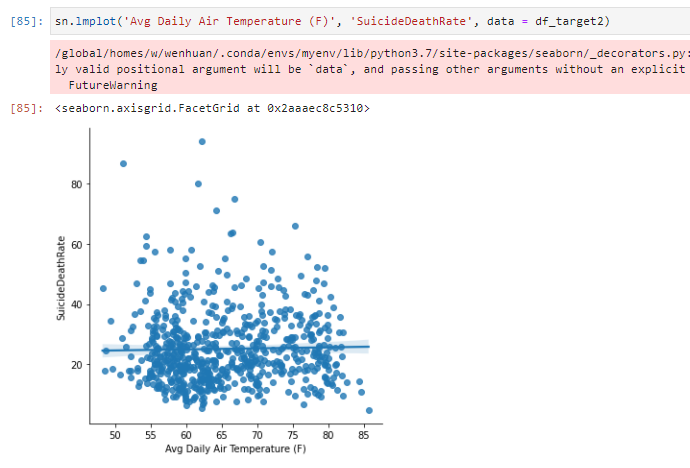 [85]: sn.lmplot('Avg Daily Air Temperature (F)', 'SuicideDeathRate', data = df_target2)
/global/homes/w/wenhuan/.conda/envs/myenv/lib/python3.7/site-packages/seaborn/_decorators.py:
ly valid positional argument will be `data`, and passing other arguments without an explicit
FutureWarning
[85]: <seaborn.axisgrid.FacetGrid at 0x2aaaec8c5310>
80
60
SuicideDeathRate
40
20
50 55 60 65 70 75 80 85
Avg Daily Air Temperature (F)